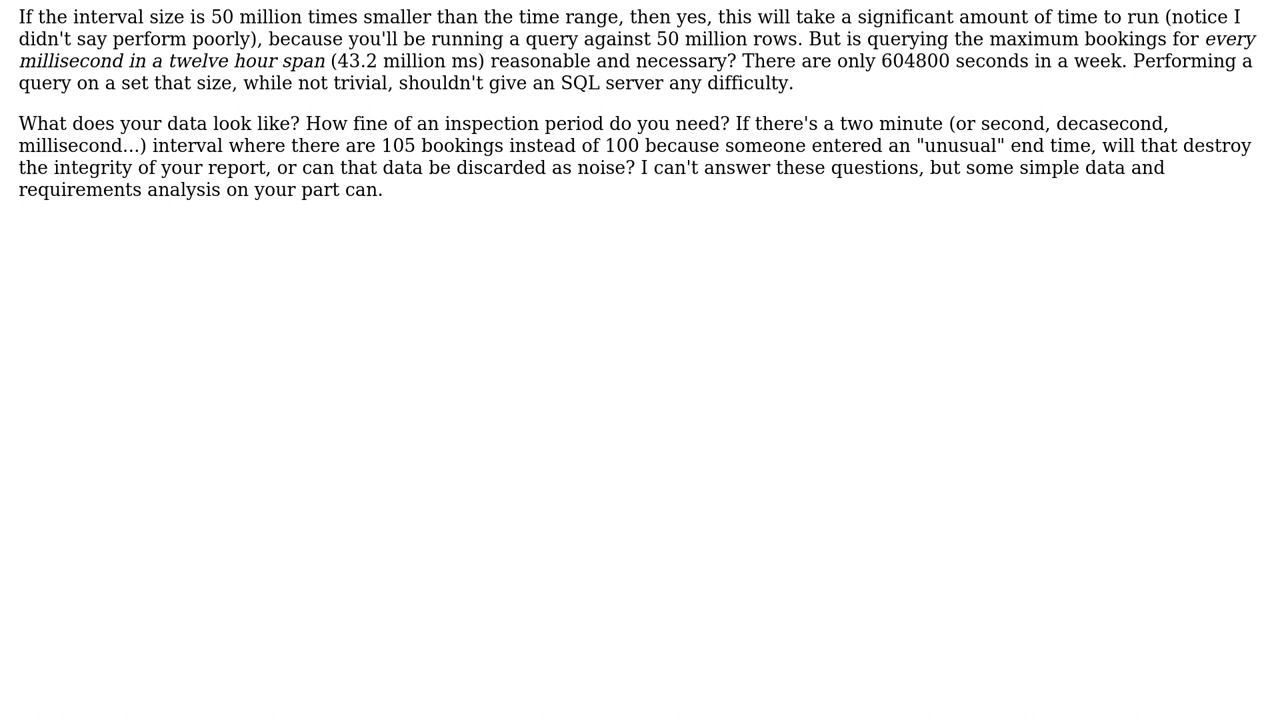 If the interval size is 50 million times smaller than the time range, then yes, this will take a significant amount of time to run (notice I
didn't say perform poorly), because you'll be running a query against 50 million rows. But is querying the maximum bookings for every
millisecond in a twelve hour span (43.2 million ms) reasonable and necessary? There are only 604800 seconds in a week. Performing a
query on a set that size, while not trivial, shouldn't give an SQL server any difficulty.
What does your data look like? How fine of an inspection period do you need? If there's a two minute (or second, decasecond,
millisecond...) interval where there are 105 bookings instead of 100 because someone entered an "unusual" end time, will that destroy
the integrity of your report, or can that data be discarded as noise? I can't answer these questions, but some simple data and
requirements analysis on your part can.